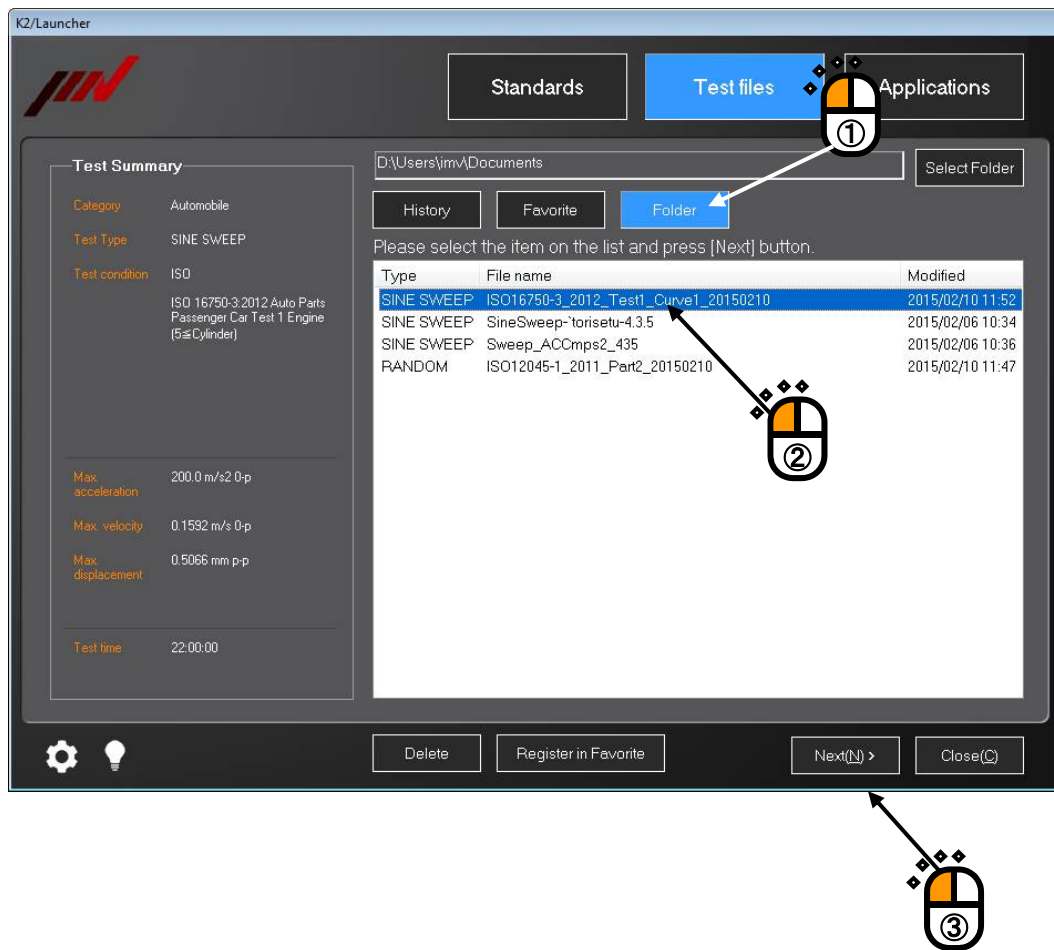 K2/Launcher
Standards
Test files
Applications
①
Test Summary
Category Automobile
Test Type SINE SWEEP
Test condition ISO
ISO 16750-3:2012 Auto Parts
Passenger Car Test 1 Engine
(5≦Cylinder)
Max. acceleration 200.0 m/s2 0-p
Max. velocity 0.1592 m/s 0-p
Max. displacement 0.5066 mm p-p
Test time 22:00:00
D:\Users\imv\Documents
Select Folder
History
Favorite
Folder
Please select the item on the list and press [Next] button.
Type File name Modified
SINE SWEEP ISO16750-3_2012_Test1_Curve1_20150210 2015/02/10 11:52
SINE SWEEP SineSweep-`torisetu-4.3.5 2015/02/06 10:34
SINE SWEEP Sweep_ACCmps2_435 2015/02/06 10:36
RANDOM ISO12045-1_2011_Part2_20150210 2015/02/10 11:47
②
Delete
Register in Favorite
Next(N) >
Close(C)
③